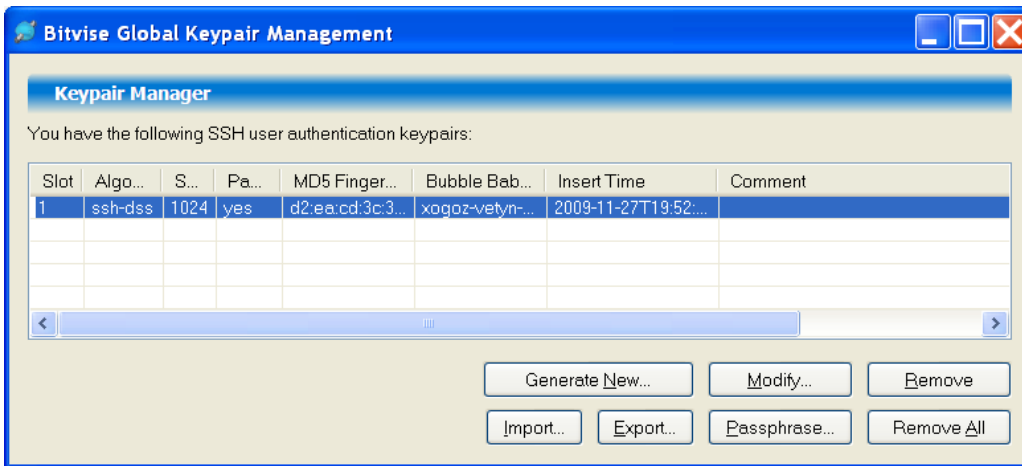 Bitvise Global Keypair Management
Keypair Manager
You have the following SSH user authentication keypairs:
Slot Algo... S... Pa... MD5 Finger... Bubble Bab... Insert Time Comment
1 ssh-dss 1024 yes d2:ea:cd:3c:3... xogoz-vetyn-... 2009-11-27T19:52:...
Generate New... Modify... Remove
Import... Export... Passphrase... Remove All